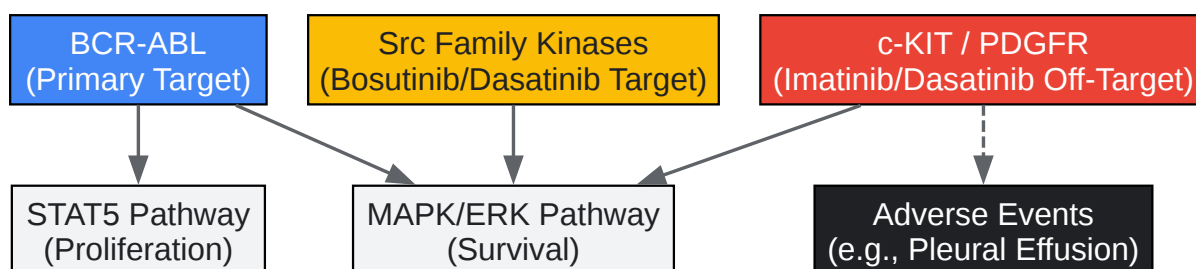 BCR-ABL
(Primary Target)
Src Family Kinases
(Bosutinib/Dasatinib Target)
c-KIT / PDGFR
(Imatinib/Dasatinib Off-Target)
STAT5 Pathway
(Proliferation)
MAPK/ERK Pathway
(Survival)
Adverse Events
(e.g., Pleural Effusion)